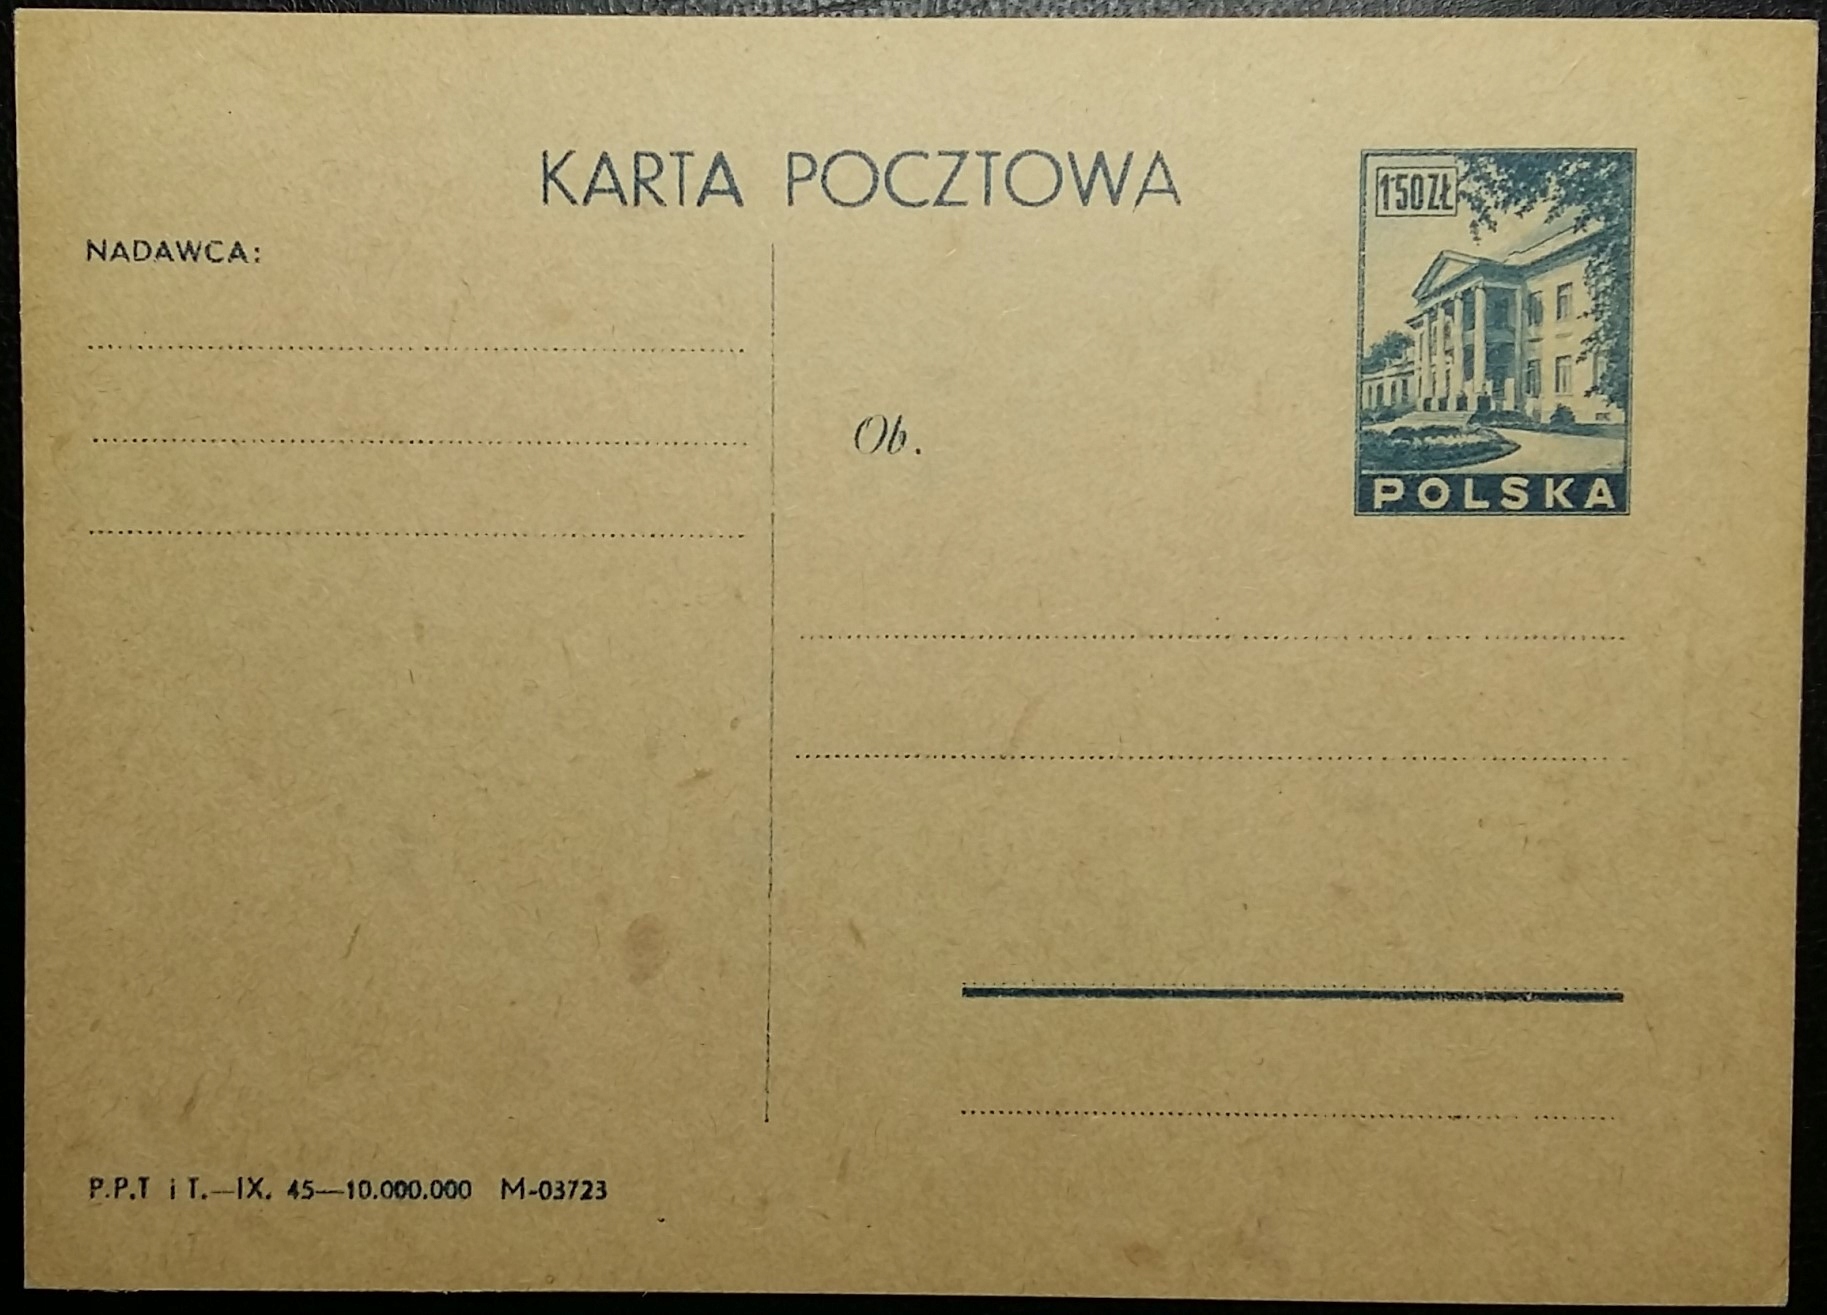 KARTA POCZTOWA
1'50 ZŁ
NADAWCA:
Ob.
POLSKA
P.P.T i T.—IX. 45—10.000.000 M-03723